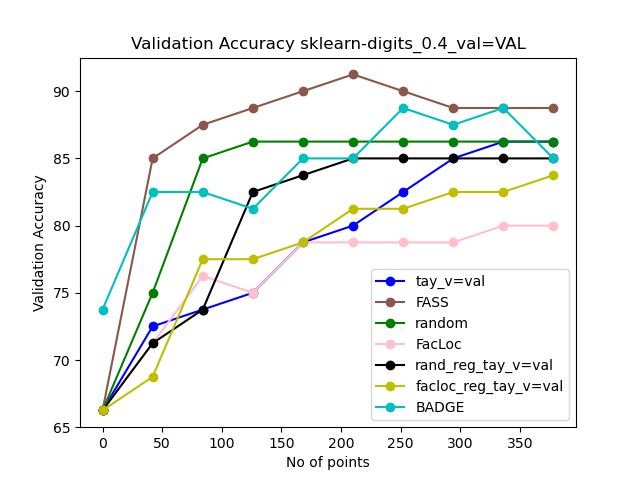 Validation Accuracy sklearn-digits_0.4_val=VAL
90
85
80
75
70
65
Validation Accuracy
0 50 100 150 200 250 300 350
No of points
tay_v=val
FASS
random
FacLoc
rand_reg_tay_v=val
facloc_reg_tay_v=val
BADGE